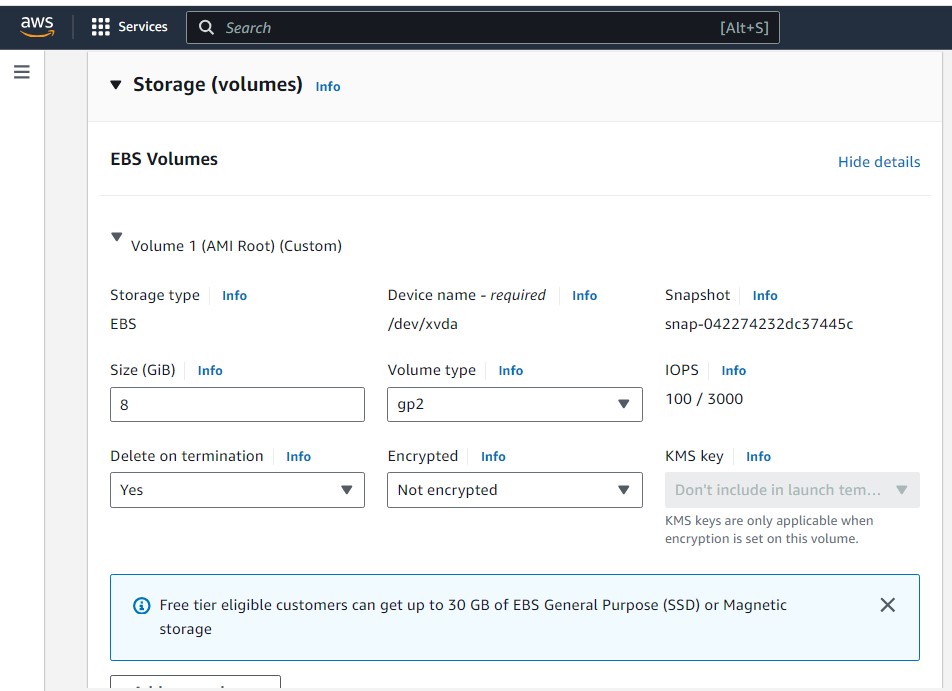 aws Services Search [Alt+S]
Storage (volumes) Info
EBS Volumes
Hide details
Volume 1 (AMI Root) (Custom)
Storage type Info Device name - required Info Snapshot Info
EBS /dev/xvda snap-042274232dc37445c
Size (GiB) Info Volume type Info IOPS Info
8 gp2 100 / 3000
Delete on termination Info Encrypted Info KMS key Info
Yes Not encrypted Don't include in launch tem...
KMS keys are only applicable when
encryption is set on this volume.
Free tier eligible customers can get up to 30 GB of EBS General Purpose (SSD) or Magnetic
storage